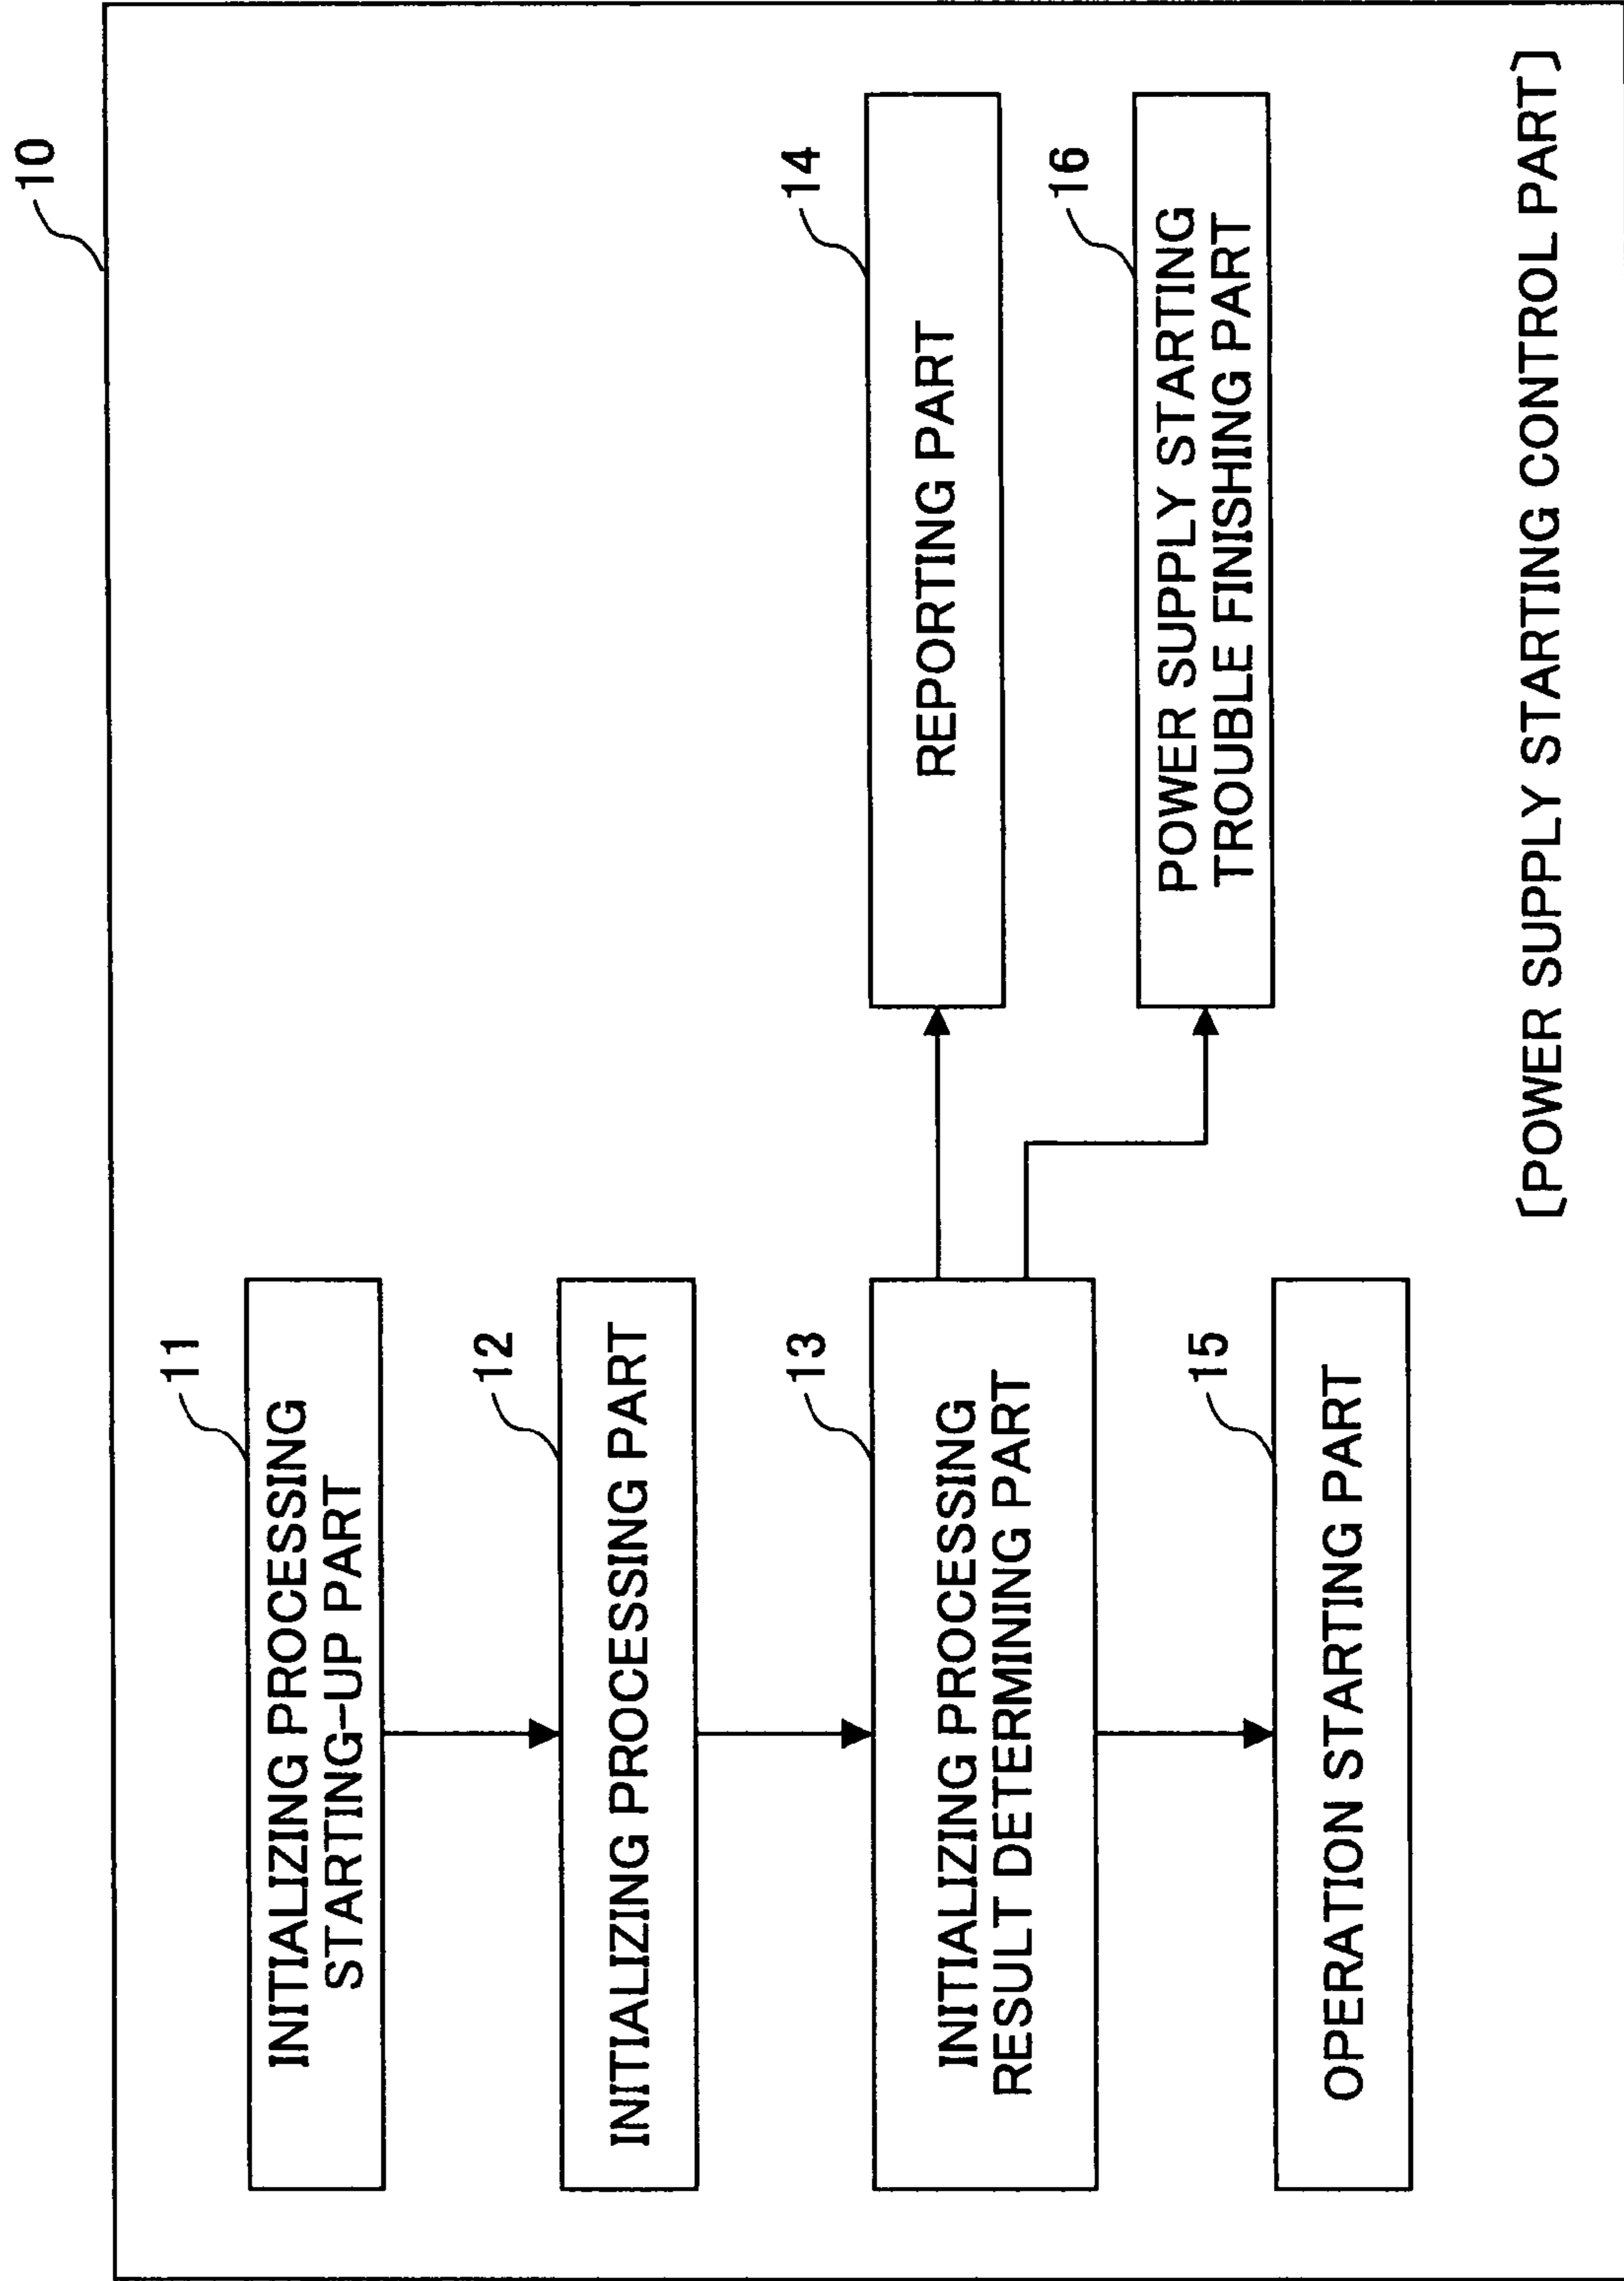 10
11
INITIALIZING PROCESSING
STARTING-UP PART
12
INITIALIZING PROCESSING PART
13
INITIALIZING PROCESSING
RESULT DETERMINING PART
14
REPORTING PART
15
OPERATION STARTING PART
16
POWER SUPPLY STARTING
TROUBLE FINISHING PART
[POWER SUPPLY STARTING CONTROL PART]